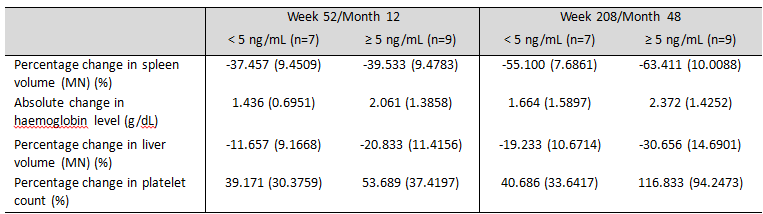 Week 52/Month 12 Week 208/Month 48
< 5 ng/mL (n=7) ≥ 5 ng/mL (n=9) < 5 ng/mL (n=7) ≥ 5 ng/mL (n=9)
Percentage change in spleen -37.457 (9.4509) -39.533 (9.4783) -55.100 (7.6861) -63.411 (10.0088)
volume (MN) (%)
Absolute change in 1.436 (0.6951) 2.061 (1.3858) 1.664 (1.5897) 2.372 (1.4252)
haemoglobin level (g/dL)
Percentage change in liver -11.657 (9.1668) -20.833 (11.4156) -19.233 (10.6714) -30.656 (14.6901)
volume (MN) (%)
Percentage change in platelet 39.171 (30.3759) 53.689 (37.4197) 40.686 (33.6417) 116.833 (94.2473)
count (%)